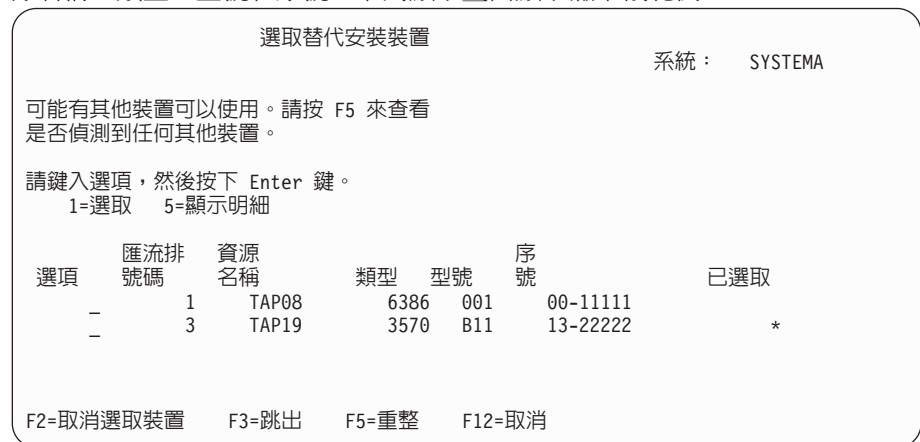 選取替代安裝裝置
系統： SYSTEMA
可能有其他裝置可以使用。請按 F5 來查看
是否偵測到任何其他裝置。
請鍵入選項，然後按下 Enter 鍵。
1=選取 5=顯示明細
匯流排 資源 序
選項 號碼 名稱 類型 型號 號 已選取
_ 1 TAP08 6386 001 00-11111
_ 3 TAP19 3570 B11 13-22222 *
F2=取消選取裝置 F3=跳出 F5=重整 F12=取消